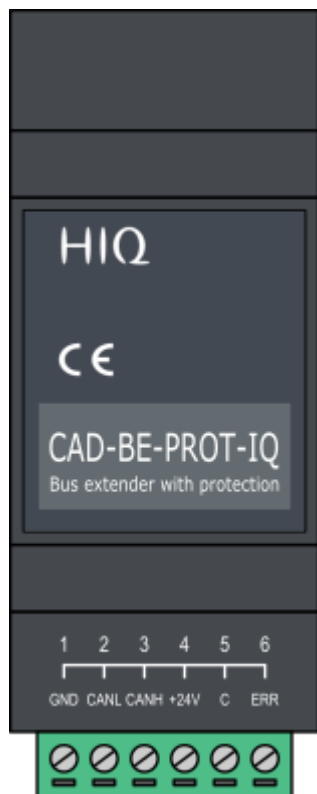 HIQ
CE
CAD-BE-PROT-IQ
Bus extender with protection
1 2 3 4 5 6
GND CANL CANH +24V C ERR